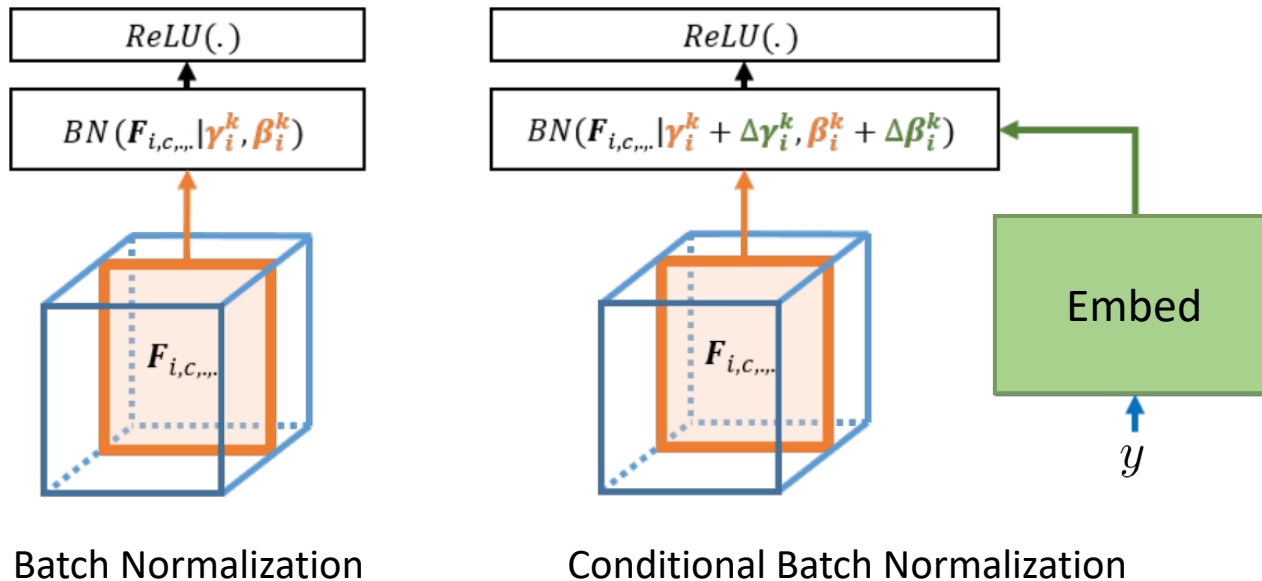 ReLU(.)
BN(F_{i,c,.,.}|γ_i^k, β_i^k)
F_{i,c,.,.}
Batch Normalization
ReLU(.)
BN(F_{i,c,.,.}|γ_i^k + Δγ_i^k, β_i^k + Δβ_i^k)
F_{i,c,.,.}
Embed
y
Conditional Batch Normalization